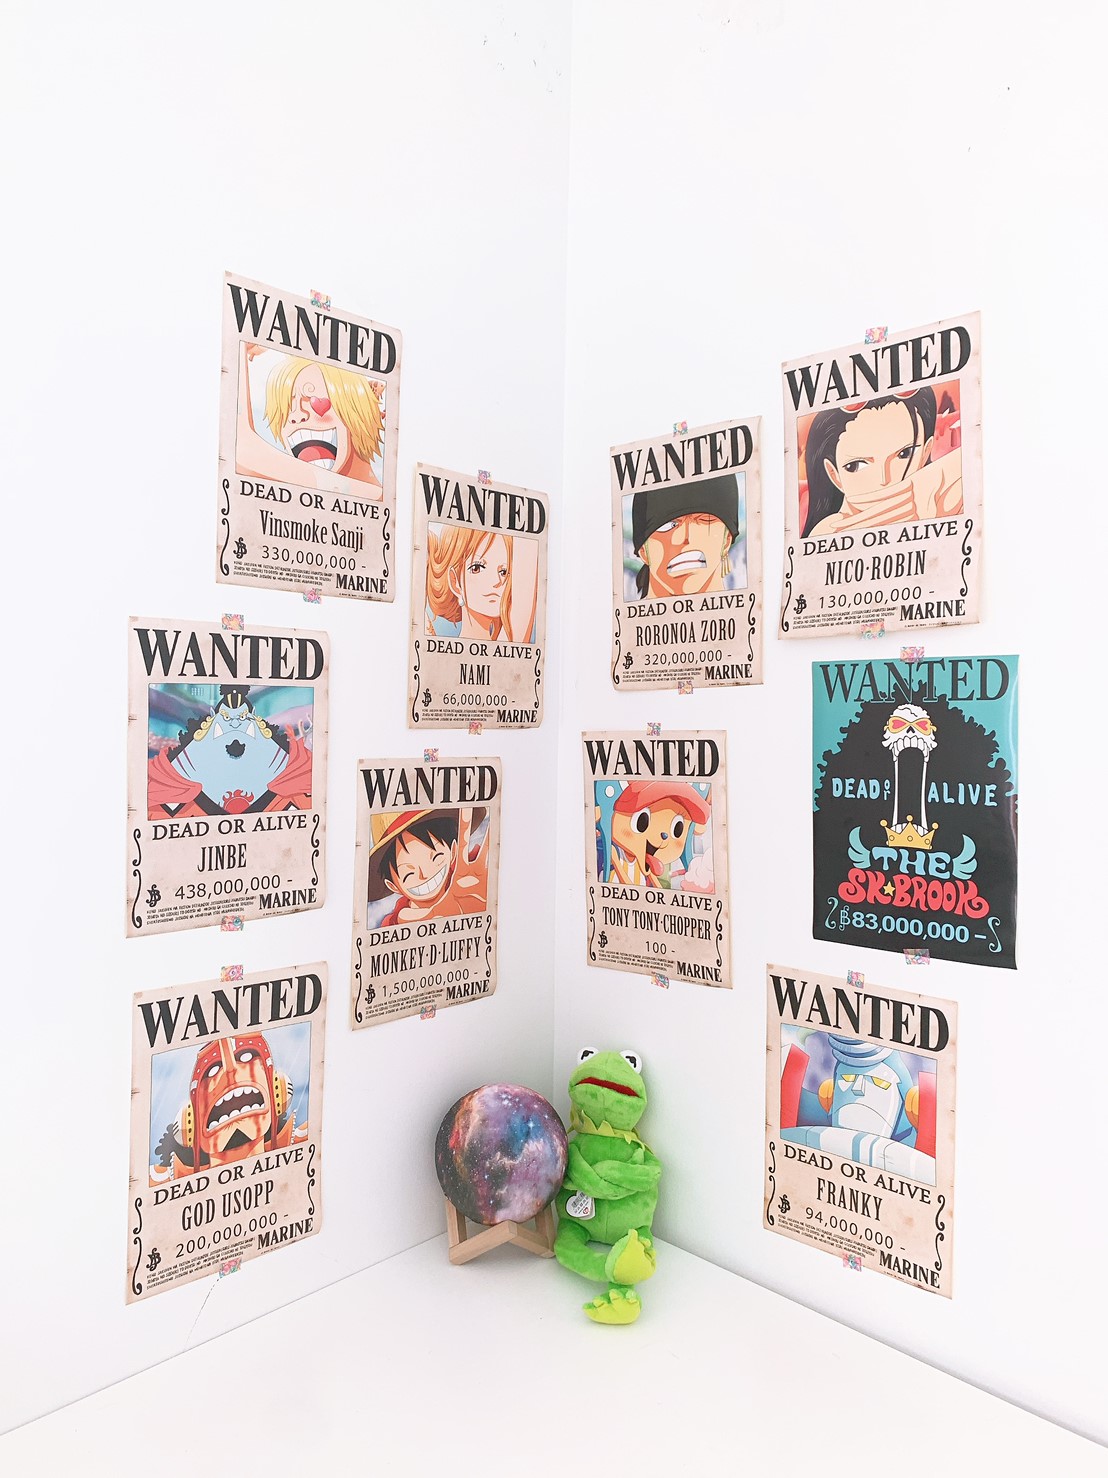 WANTED
DEAD OR ALIVE
Vinsmoke Sanji
330,000,000 -
MARINE
WANTED
DEAD OR ALIVE
NAMI
66,000,000 -
MARINE
WANTED
DEAD OR ALIVE
JINBE
438,000,000 -
MARINE
WANTED
DEAD OR ALIVE
MONKEY·D·LUFFY
1,500,000,000 -
MARINE
WANTED
DEAD OR ALIVE
GOD USOPP
200,000,000 -
MARINE
WANTED
DEAD OR ALIVE
RORONOA ZORO
320,000,000 -
MARINE
WANTED
DEAD OR ALIVE
NICO·ROBIN
130,000,000 -
MARINE
WANTED
DEAD OR ALIVE
TONY TONY·CHOPPER
100 -
MARINE
WANTED
DEAD or ALIVE
THE
SK★BROOK
83,000,000 -
WANTED
DEAD OR ALIVE
FRANKY
94,000,000 -
MARINE